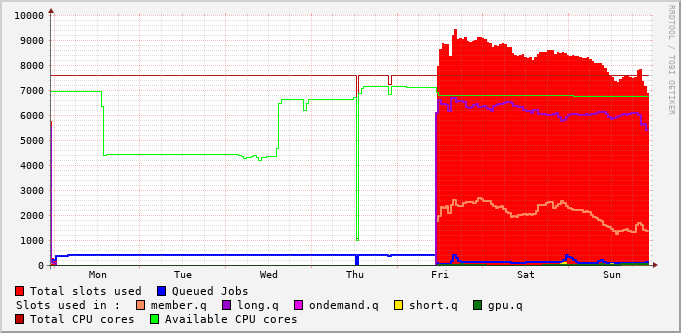 10000
9000
8000
7000
6000
5000
4000
3000
2000
1000
0
Mon Tue Wed Thu Fri Sat Sun
RRDTOOL / TOBI OETIKER
Total slots used Queued Jobs
Slots used in : member.q long.q ondemand.q short.q gpu.q
Total CPU cores Available CPU cores